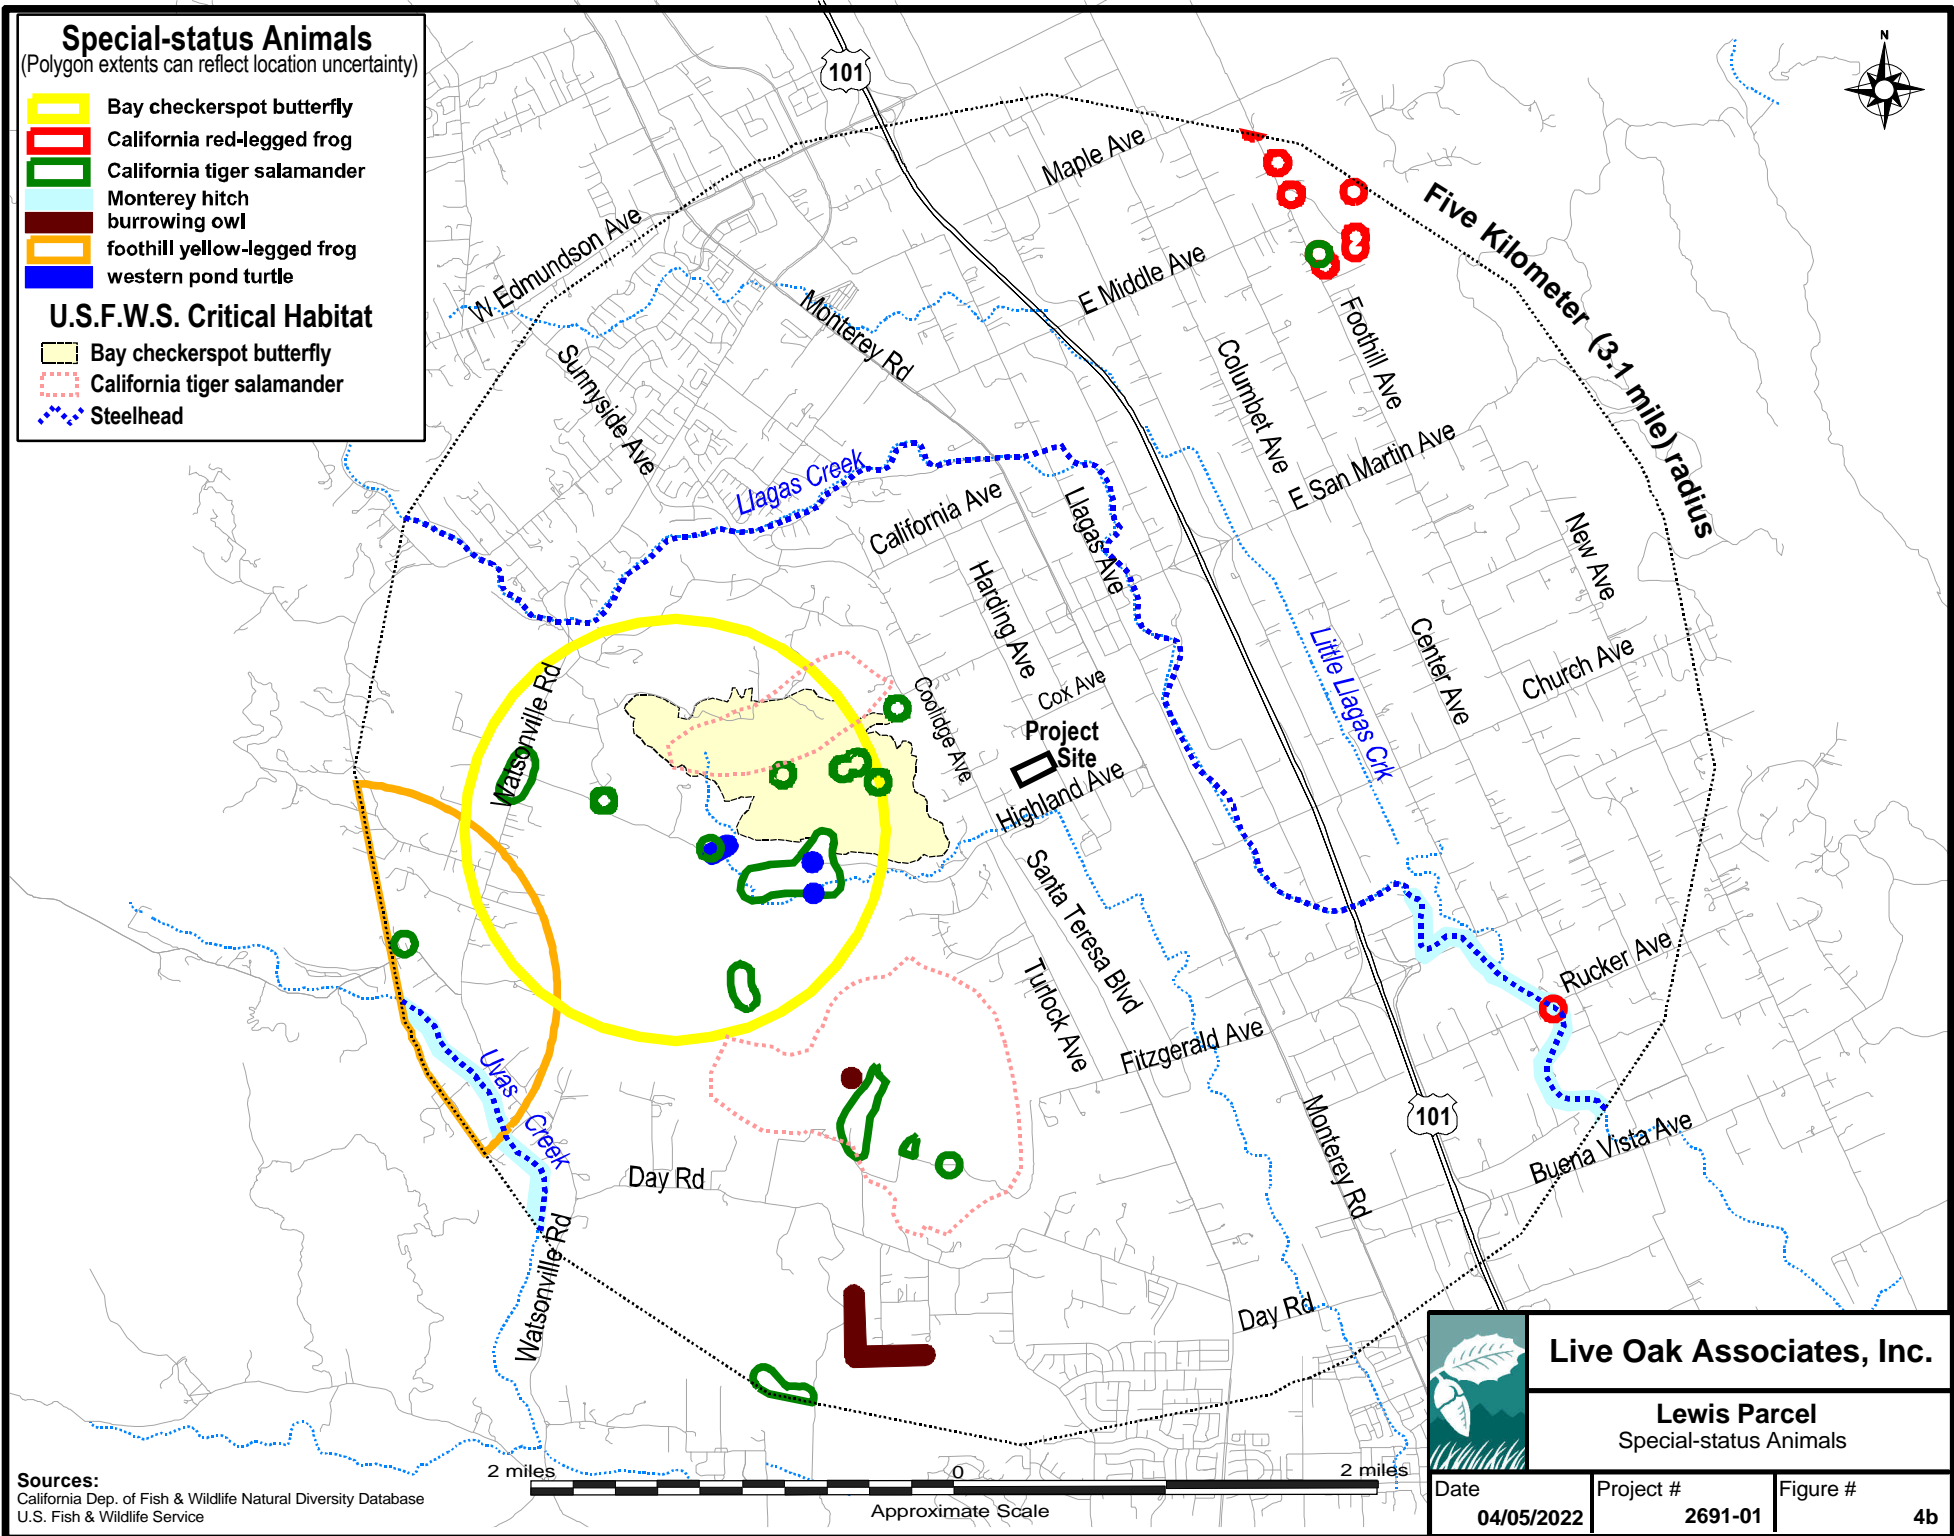 Special-status Animals
(Polygon extents can reflect location uncertainty)
Bay checkerspot butterfly
California red-legged frog
California tiger salamander
Monterey hitch
burrowing owl
foothill yellow-legged frog
western pond turtle
U.S.F.W.S. Critical Habitat
Bay checkerspot butterfly
California tiger salamander
Steelhead
101
N
Maple Ave
Five Kilometer (3.1 mile) radius
W Edmundson Ave
E Middle Ave
Monterey Rd
Foothill Ave
Columbet Ave
Sunnyside Ave
E San Martin Ave
Llagas Creek
California Ave
Llagas Ave
New Ave
Harding Ave
Center Ave
Little Llagas Crk
Church Ave
Watsonville Rd
Coolidge Ave
Cox Ave
Project
Site
Highland Ave
Santa Teresa Blvd
Turlock Ave
Rucker Ave
Fitzgerald Ave
Uvas Creek
Monterey Rd
101
Buena Vista Ave
Day Rd
Watsonville Rd
Day Rd
Live Oak Associates, Inc.
Lewis Parcel
Special-status Animals
Date
04/05/2022
Project #
2691-01
Figure #
4b
2 miles
0
2 miles
Approximate Scale
Sources:
California Dep. of Fish & Wildlife Natural Diversity Database
U.S. Fish & Wildlife Service